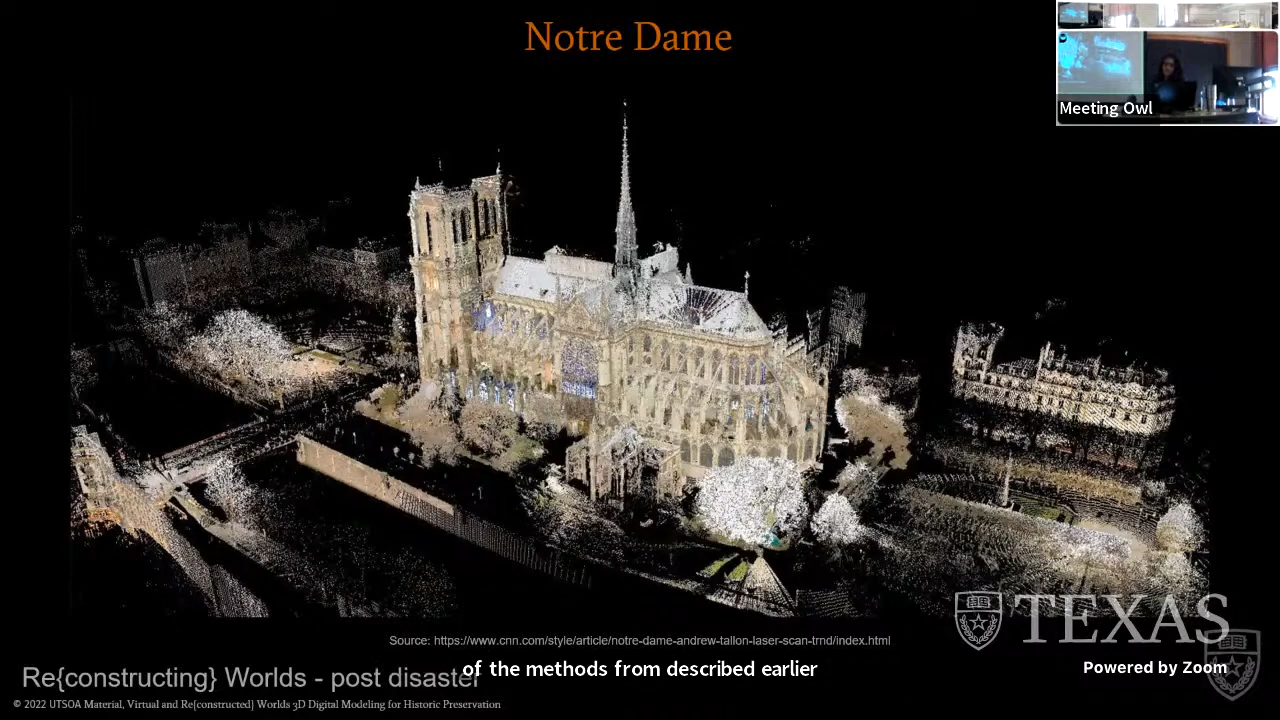 Notre Dame
Meeting Owl
TEXAS
Source: https://www.cnn.com/style/article/notre-dame-andrew-tallon-laser-scan-trnd/index.html
of the methods from described earlier
Powered by Zoom
Re{constructing} Worlds - post disaster
© 2022 UTSOA Material, Virtual and Re{constructed} Worlds 3D Digital Modeling for Historic Preservation